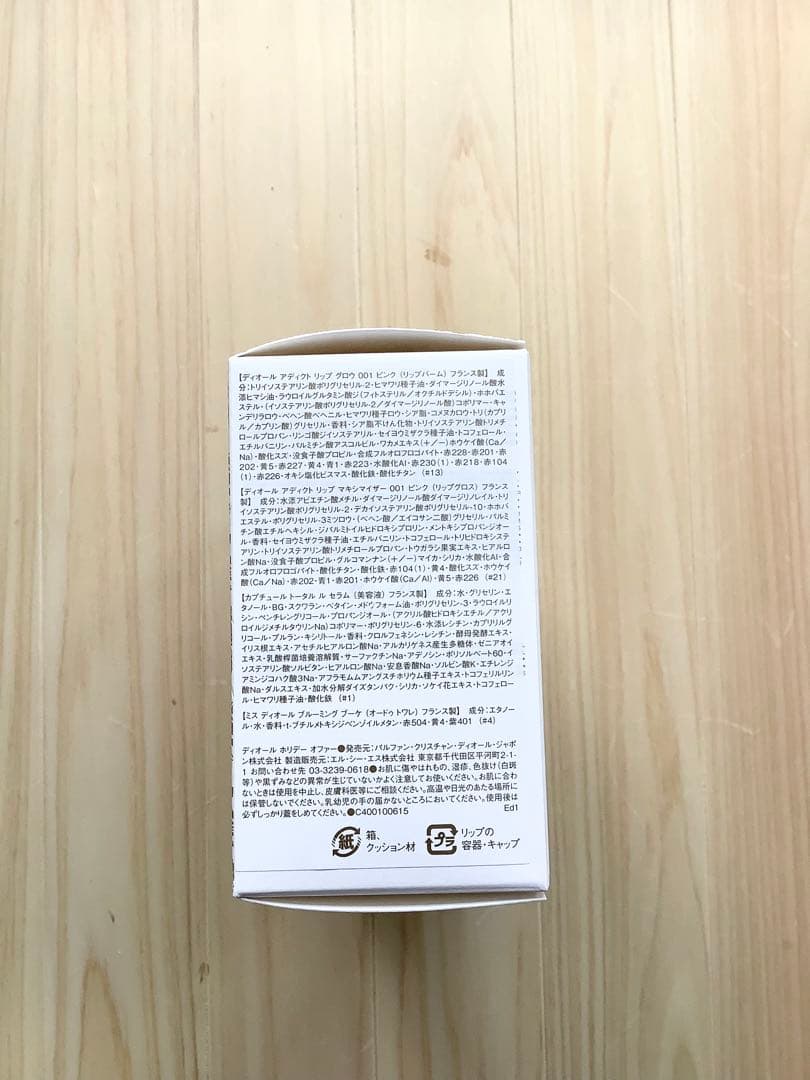 【ディオール アディクト リップ グロウ 001 ピンク (リップバーム) フランス製】 成
分:トリイソステアリン酸ポリグリセリル-2・ヒマワリ種子油・ダイマージリノール酸水
添ヒマシ油・ラウロイルグルタミン酸ジ(フィトステリル/オクチルドデシル)・ホホバエ
ステル・(イソステアリン酸ポリグリセリル-2/ダイマージリノール酸)コポリマー・キャ
ンデリラロウ・ベヘン酸ベヘニル・ヒマワリ種子ロウ・シア脂・コメヌカロウ・トリ(カプリ
ル/カプリン酸)グリセリル・香料・シア脂不けん化物・トリイソステアリン酸トリメチ
ロールプロパン・リンゴ酸ジイソステアリル・セイヨウミザクラ種子油・トコフェロール・
エチルバニリン・パルミチン酸アスコルビル・ワカメエキス(+/-)ホウケイ酸(Ca/
Na)・酸化スズ・没食子酸プロピル・合成フルオロフロゴパイト・赤228・赤201・赤
202・黄5・赤227・黄4・青1・赤223・水酸化Al・赤230(1)・赤218・赤104
(1)・赤226・オキシ塩化ビスマス・酸化鉄・酸化チタン (#13)
【ディオール アディクト リップ マキシマイザー 001 ピンク (リップグロス) フランス
製】 成分:水添アビエチン酸メチル・ダイマージリノール酸ダイマージリノレイル・トリ
イソステアリン酸ポリグリセリル-2・デカイソステアリン酸ポリグリセリル-10・ホホバ
エステル・ポリグリセリル-3ミツロウ・(ベヘン酸/エイコサン二酸)グリセリル・パルミ
チン酸エチルヘキシル・ジパルミトイルヒドロキシプロリン・メントキシプロパンジオー
ル・香料・セイヨウミザクラ種子油・エチルバニリン・トコフェロール・トリヒドロキシステ
アリン・トリイソステアリン酸トリメチロールプロパン・トウガラシ果実エキス・ヒアルロ
ン酸Na・没食子酸プロピル・グルコマンナン(+/-)マイカ・シリカ・水酸化Al・合
成フルオロフロゴパイト・酸化チタン・酸化鉄・赤104(1)・黄4・酸化スズ・ホウケイ
酸(Ca/Na)・赤202・青1・赤201・ホウケイ酸(Ca/Al)・黄5・赤226 (#21)
【カプチュール トータル ル セラム (美容液) フランス製】 成分:水・グリセリン・エ
タノール・BG・スクワラン・ベタイン・メドウフォーム油・ポリグリセリン-3・ラウロイルリ
シン・ペンチレングリコール・プロパンジオール・(アクリル酸ヒドロキシエチル/アクリ
ロイルジメチルタウリンNa)コポリマー・ポリグリセリン-6・水添レシチン・カプリリルグ
リコール・プルラン・キシリトール・香料・クロルフェネシン・レシチン・酵母発酵エキス・
イリス根エキス・アセチルヒアルロン酸Na・アルカリゲネス産生多糖体・ゼニアオイ
エキス・乳酸桿菌培養溶解質・サーファクチンNa・アデノシン・ポリソルベート60・イ
ソステアリン酸ソルビタン・ヒアルロン酸Na・安息香酸Na・ソルビン酸K・エチレンジ
アミンジコハク酸3Na・アフラモムムアングスチホリウム種子エキス・トコフェリルリン
酸Na・ダルスエキス・加水分解ダイズタンパク・シリカ・ソケイ花エキス・トコフェロー
ル・ヒマワリ種子油・酸化鉄 (#1)
【ミス ディオール ブルーミング ブーケ (オードゥ トワレ) フランス製】 成分:エタノー
ル・水・香料・t-ブチルメトキシジベンゾイルメタン・赤504・黄4・紫401 (#4)
ディオール ホリデー オファー●発売元:パルファン・クリスチャン・ディオール・ジャポ
ン株式会社 製造販売元:エル・シー・エス株式会社 東京都千代田区平河町2-1-
1 お問い合わせ先 03-3239-0618●お肌に傷やはれもの、湿疹、色抜け(白斑
等)や黒ずみなどの異常が生じていないかよく注意してお使いください。お肌に合わ
ないときは使用を中止し、皮膚科医等にご相談ください。高温や日光のあたる場所に
は保管しないでください。乳幼児の手の届かないところにおいてください。使用後は
必ずしっかり蓋をしめてください。●C400100615 Ed1
紙 箱、 プラ リップの
クッション材 容器・キャップ